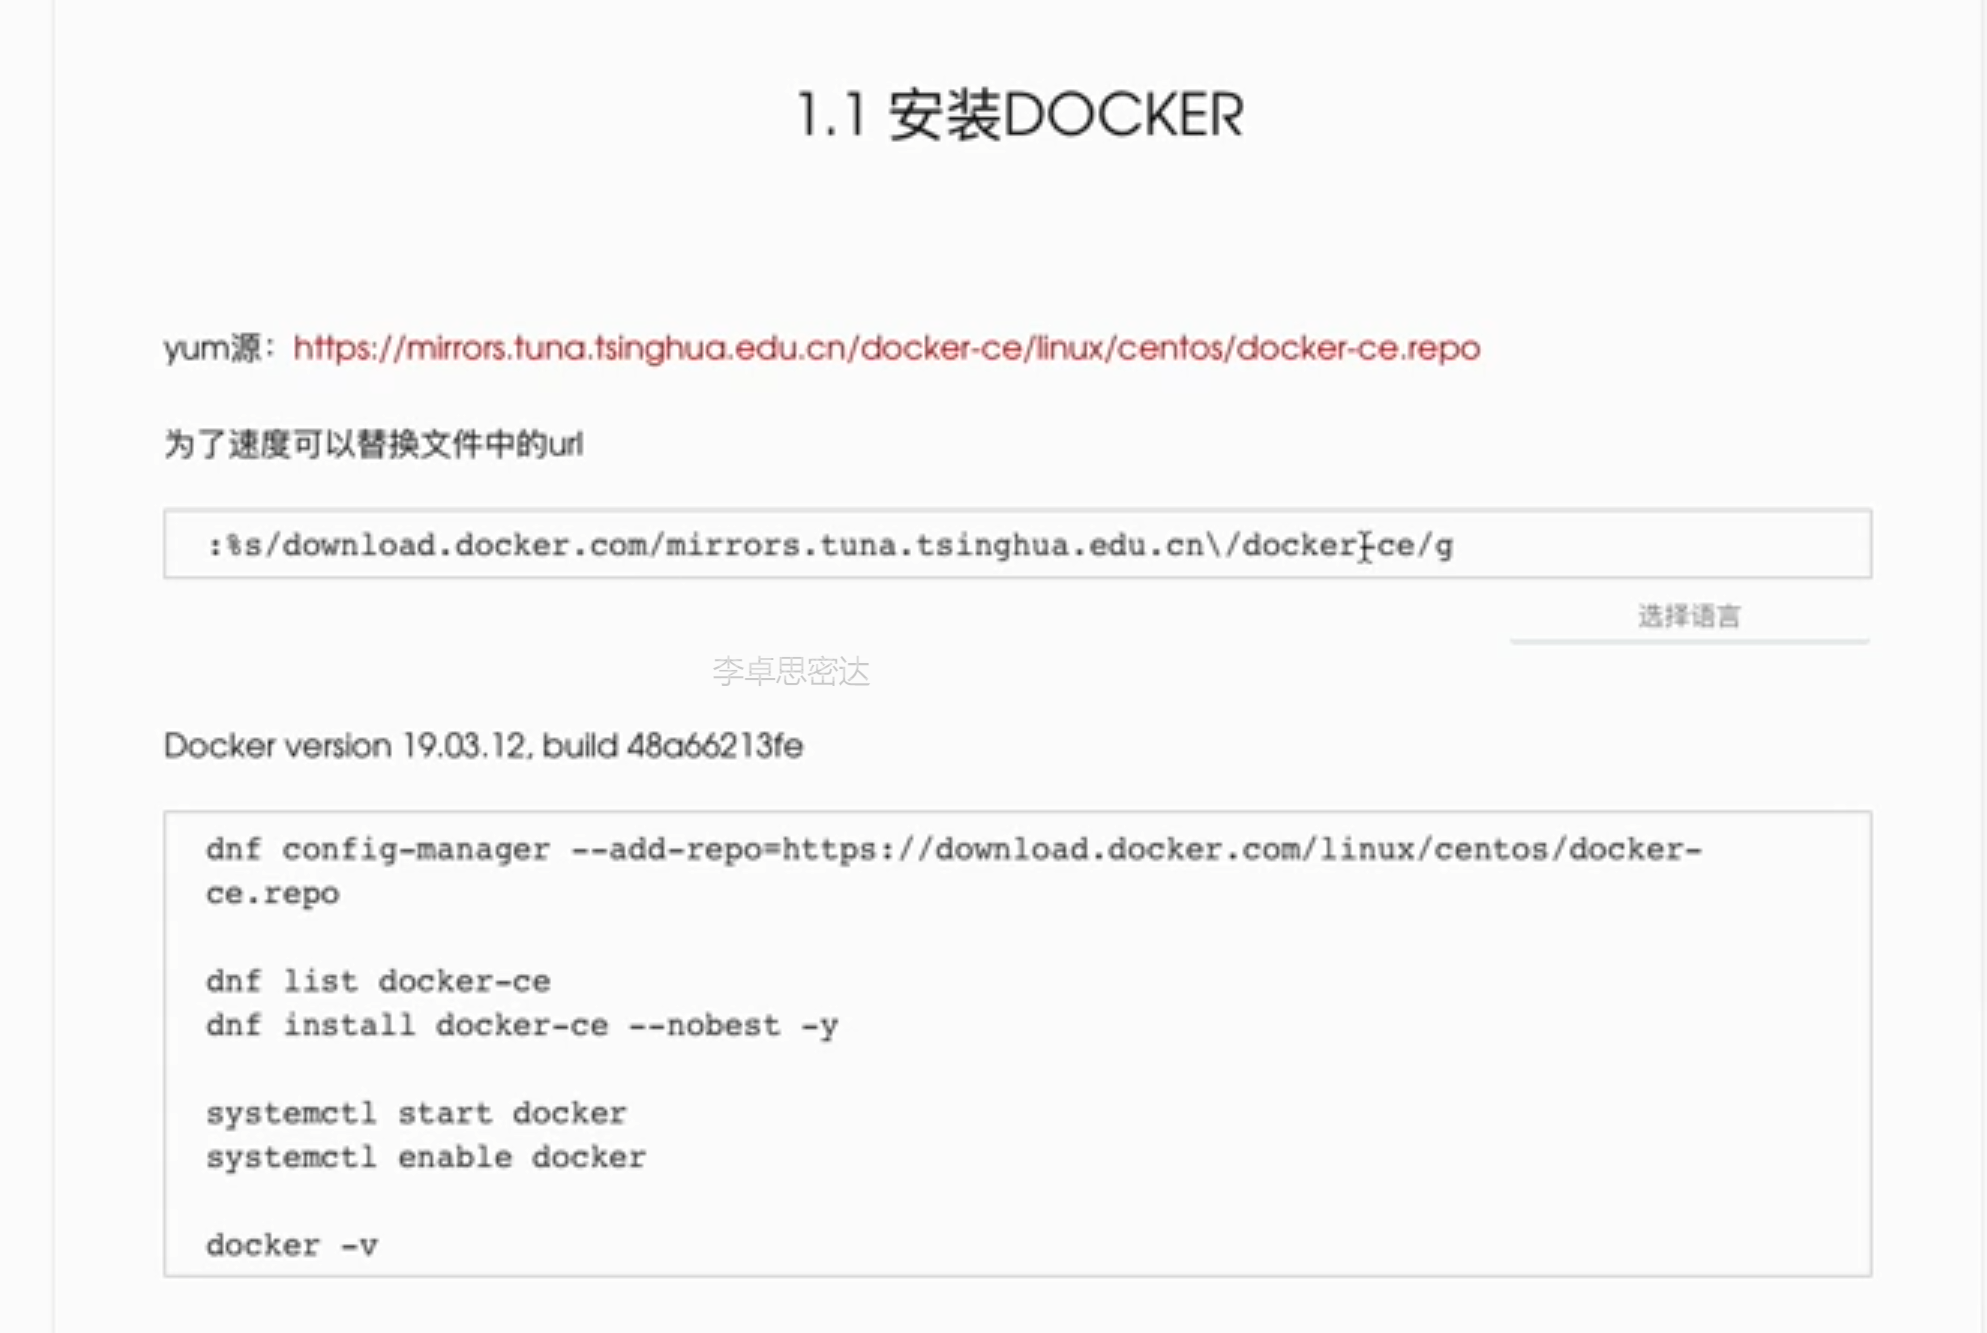 1.1 安装DOCKER
yum源：https://mirrors.tuna.tsinghua.edu.cn/docker-ce/linux/centos/docker-ce.repo
为了速度可以替换文件中的url
:%s/download.docker.com/mirrors.tuna.tsinghua.edu.cn\/docker-ce/g
选择语言
李卓思密达
Docker version 19.03.12, build 48a66213fe
dnf config-manager --add-repo=https://download.docker.com/linux/centos/docker-
ce.repo
dnf list docker-ce
dnf install docker-ce --nobest -y
systemctl start docker
systemctl enable docker
docker -v